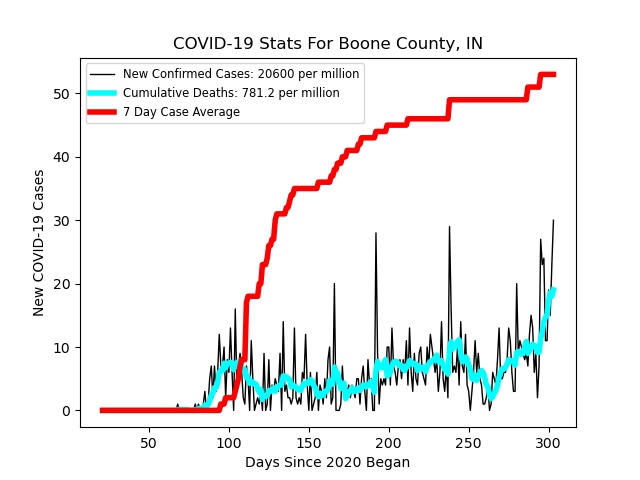 COVID-19 Stats For Boone County, IN
New Confirmed Cases: 20600 per million
Cumulative Deaths: 781.2 per million
7 Day Case Average
New COVID-19 Cases
50
40
30
20
10
0
50 100 150 200 250 300
Days Since 2020 Began